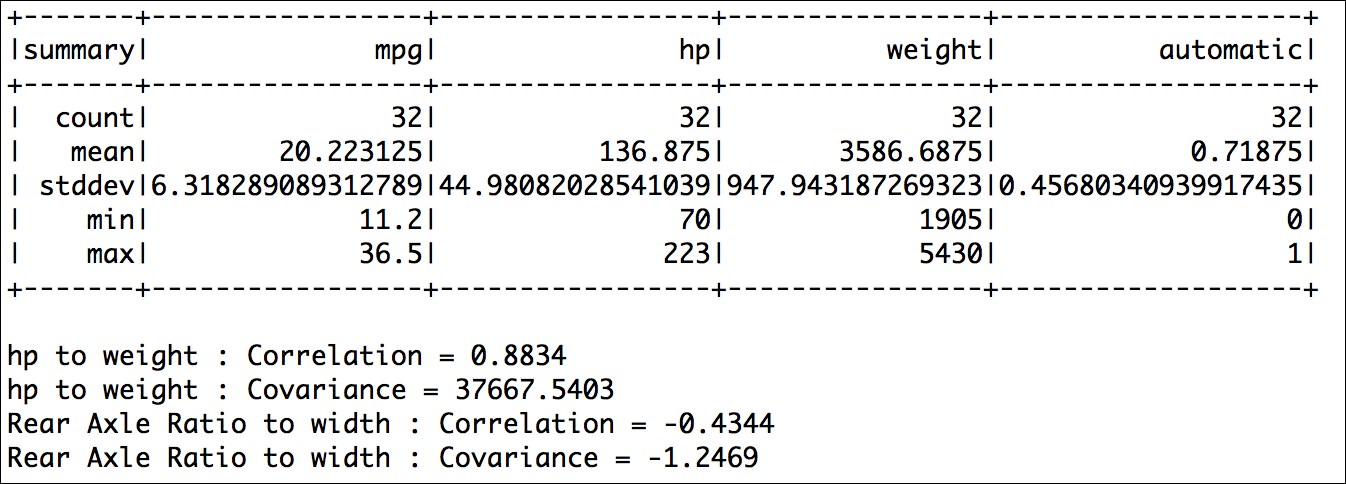 +-------+-----------------+-----------------+----------------+-------------------+
|summary|              mpg|               hp|          weight|          automatic|
+-------+-----------------+-----------------+----------------+-------------------+
|  count|               32|               32|              32|                 32|
|   mean|        20.223125|          136.875|       3586.6875|            0.71875|
| stddev|6.318289089312789|44.98082028541039|947.943187269323|0.45680340939917435|
|    min|             11.2|               70|            1905|                  0|
|    max|             36.5|              223|            5430|                  1|
+-------+-----------------+-----------------+----------------+-------------------+
hp to weight : Correlation = 0.8834
hp to weight : Covariance = 37667.5403
Rear Axle Ratio to width : Correlation = -0.4344
Rear Axle Ratio to width : Covariance = -1.2469